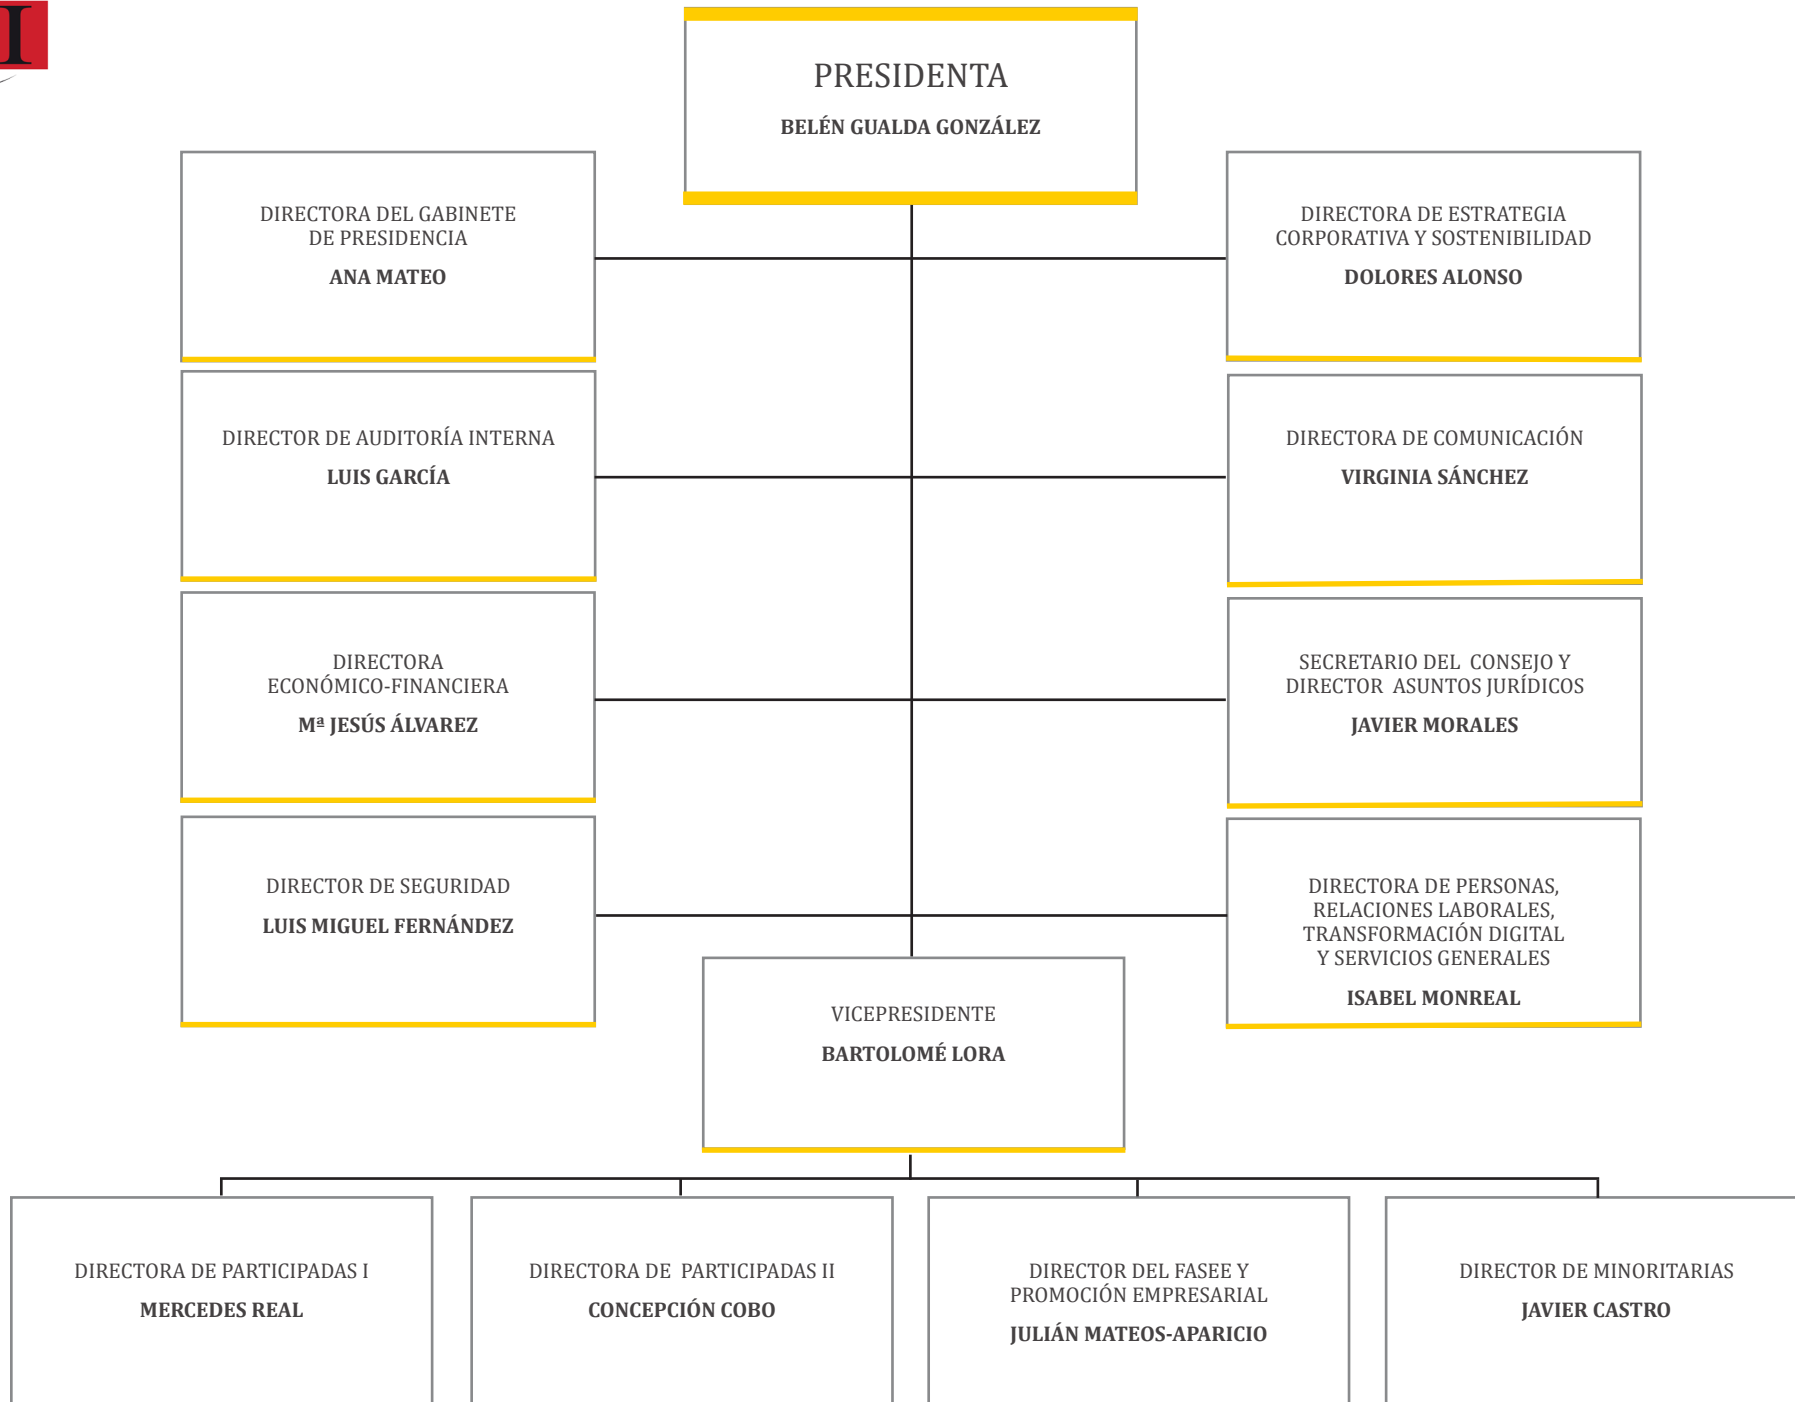 I
PRESIDENTA
BELÉN GUALDA GONZÁLEZ
DIRECTORA DEL GABINETE
DE PRESIDENCIA
ANA MATEO
DIRECTORA DE ESTRATEGIA
CORPORATIVA Y SOSTENIBILIDAD
DOLORES ALONSO
DIRECTOR DE AUDITORÍA INTERNA
LUIS GARCÍA
DIRECTORA DE COMUNICACIÓN
VIRGINIA SÁNCHEZ
DIRECTORA
ECONÓMICO-FINANCIERA
Mª JESÚS ÁLVAREZ
SECRETARIO DEL CONSEJO Y
DIRECTOR ASUNTOS JURÍDICOS
JAVIER MORALES
DIRECTOR DE SEGURIDAD
LUIS MIGUEL FERNÁNDEZ
DIRECTORA DE PERSONAS,
RELACIONES LABORALES,
TRANSFORMACIÓN DIGITAL
Y SERVICIOS GENERALES
ISABEL MONREAL
VICEPRESIDENTE
BARTOLOMÉ LORA
DIRECTORA DE PARTICIPADAS I
MERCEDES REAL
DIRECTORA DE PARTICIPADAS II
CONCEPCIÓN COBO
DIRECTOR DEL FASEE Y
PROMOCIÓN EMPRESARIAL
JULIÁN MATEOS-APARICIO
DIRECTOR DE MINORITARIAS
JAVIER CASTRO